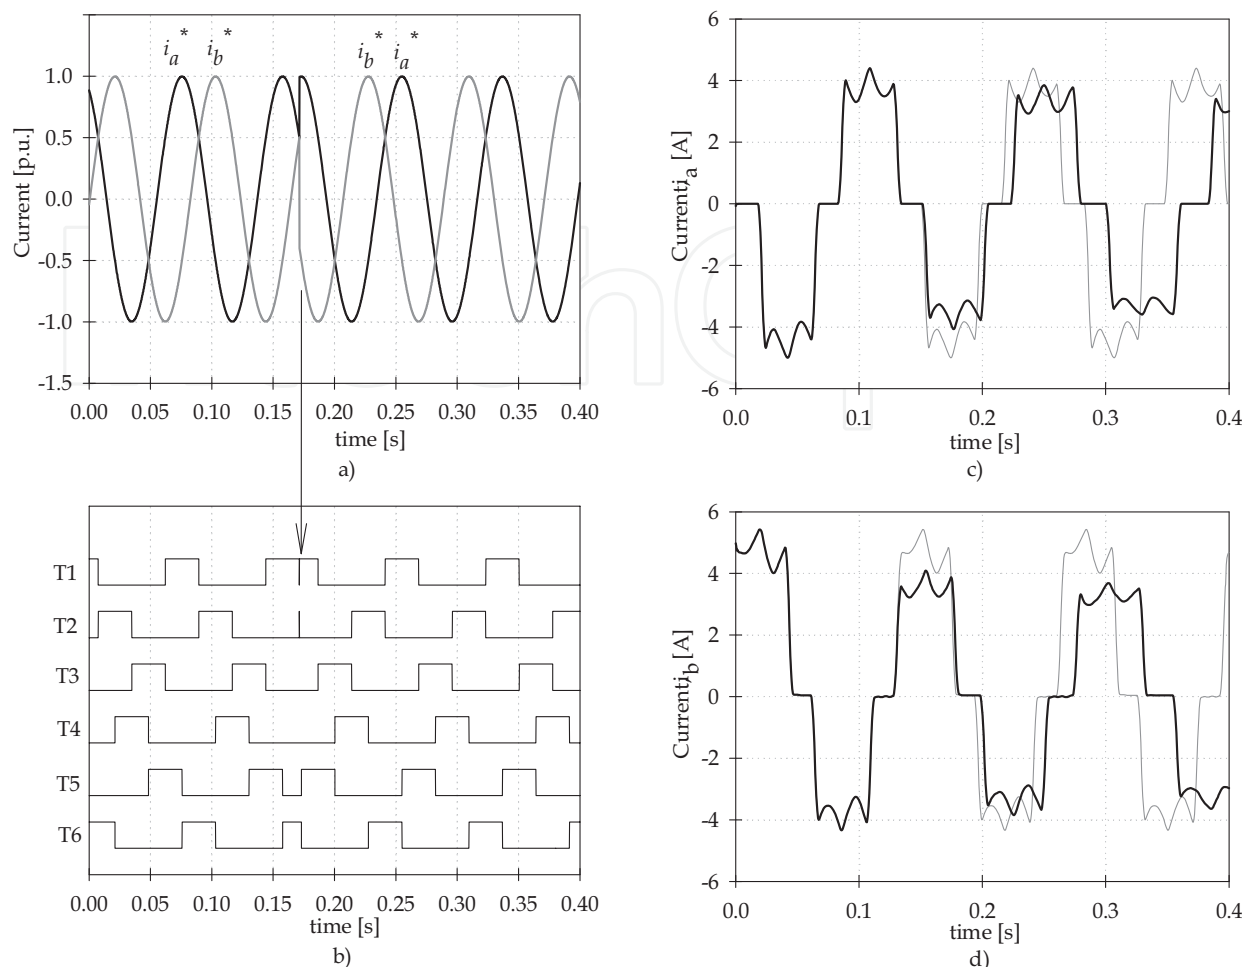 i_a* i_b* i_b* i_a*
1.0
0.5
0.0
-0.5
-1.0
-1.5
Current [p.u.]
0.00 0.05 0.10 0.15 0.20 0.25 0.30 0.35 0.40
time [s]
a)
T1
T2
T3
T4
T5
T6
0.00 0.05 0.10 0.15 0.20 0.25 0.30 0.35 0.40
time [s]
b)
6
4
2
0
-2
-4
-6
Current i_a [A]
0.0 0.1 0.2 0.3 0.4
time [s]
c)
6
4
2
0
-2
-4
-6
Current i_b [A]
0.0 0.1 0.2 0.3 0.4
time [s]
d)